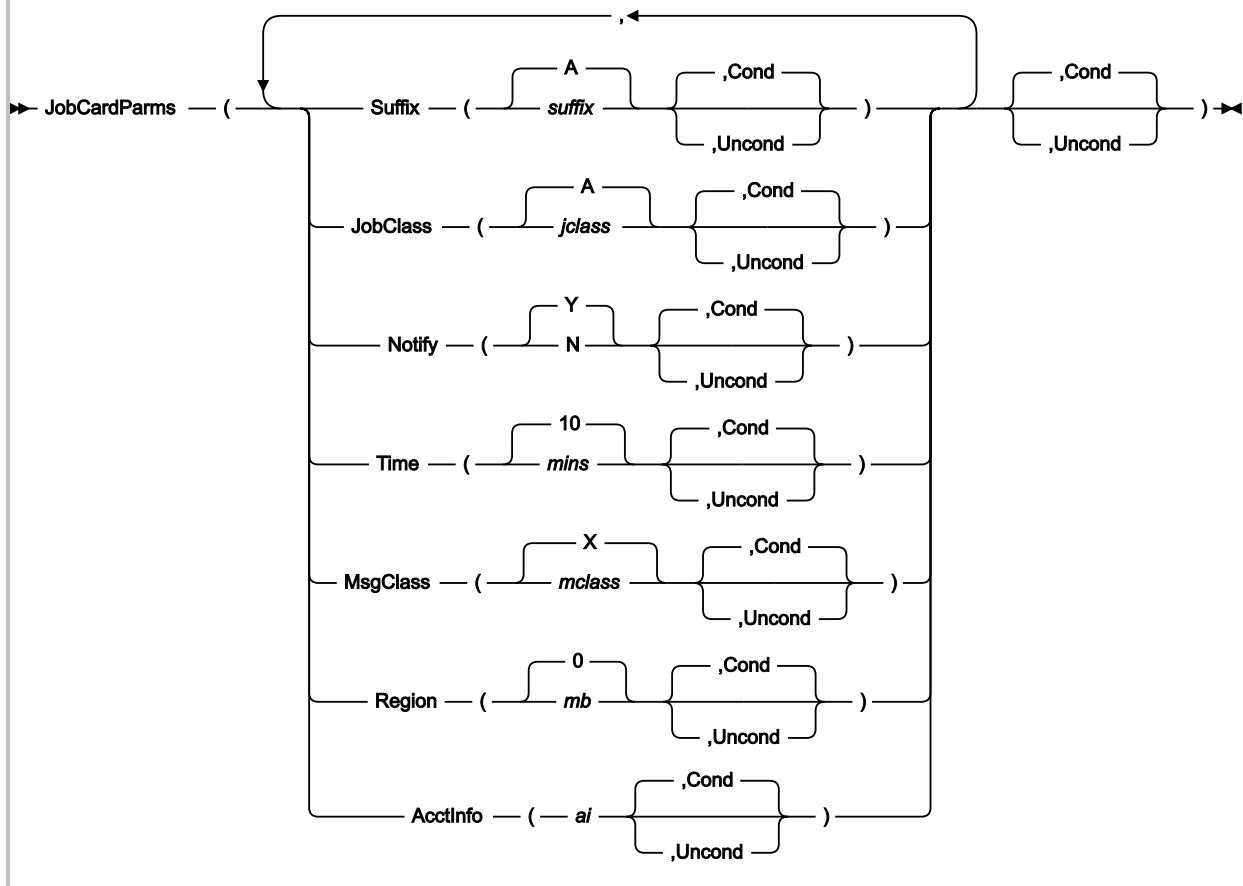 ,
A ,Cond ,Cond
JobCardParms ( Suffix ( suffix ) )
,Uncond ,Uncond
A ,Cond
JobClass ( jclass )
,Uncond
Y ,Cond
Notify ( N )
,Uncond
10 ,Cond
Time ( mins )
,Uncond
X ,Cond
MsgClass ( mclass )
,Uncond
0 ,Cond
Region ( mb )
,Uncond
,Cond
AcctInfo ( ai )
,Uncond